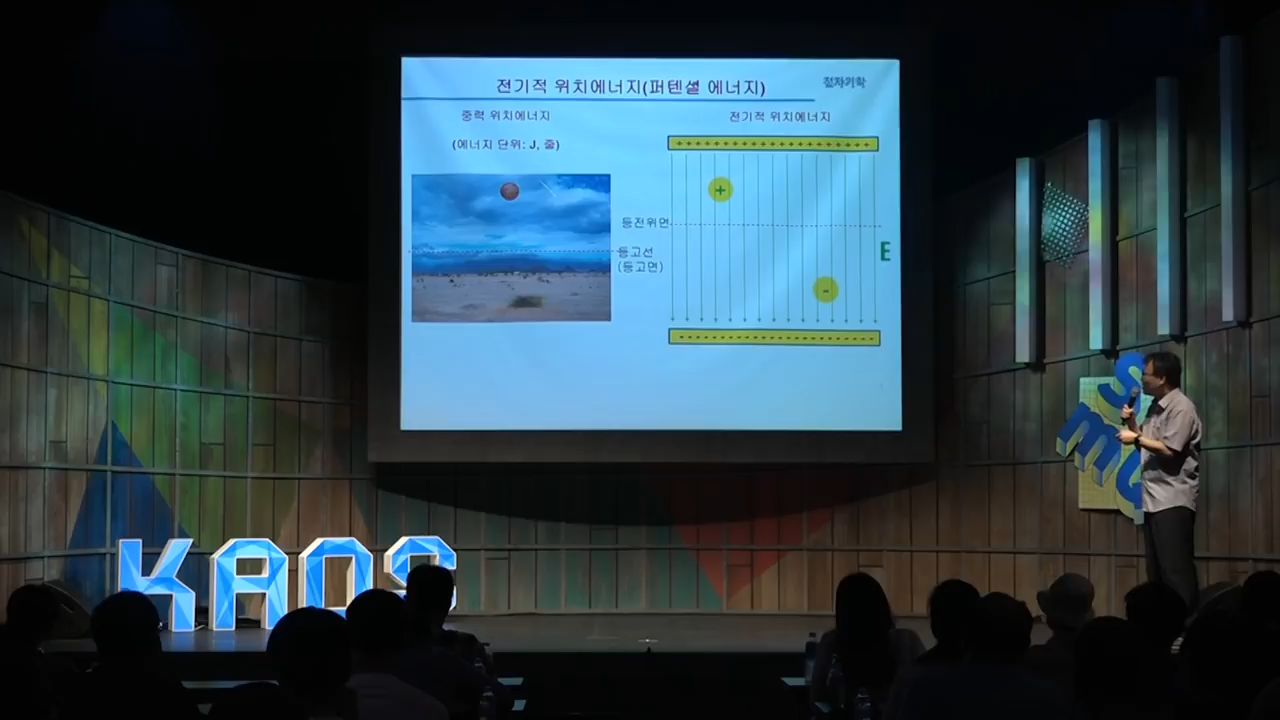 전기적 위치에너지(퍼텐셜 에너지)
전자기학
중력 위치에너지
전기적 위치에너지
(에너지 단위: J, 줄)
+ + + + + + + + + + + + + + + + +
+
등전위면
등고선
(등고면)
E
-
- - - - - - - - - - - - - - - - -
KAOS